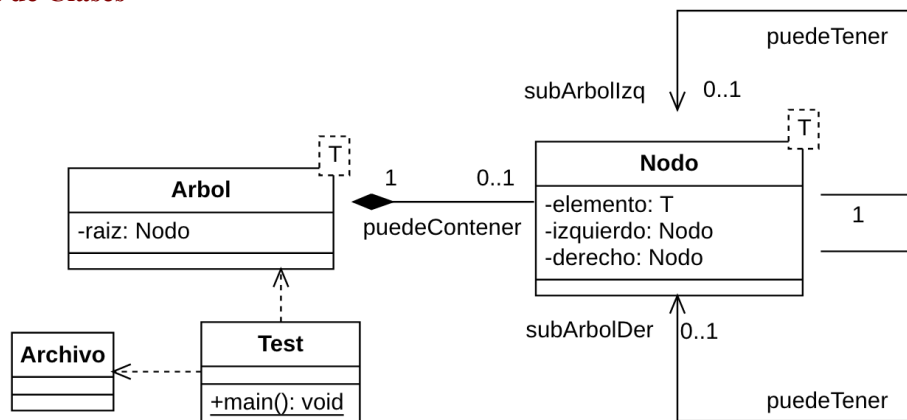 de Clases
puedeTener
subArbolIzq
0..1
T
Nodo
-elemento: T
-izquierdo: Nodo
-derecho: Nodo
1
T
Arbol
-raiz: Nodo
1
0..1
puedeContener
subArbolDer
0..1
puedeTener
Test
+main(): void
Archivo